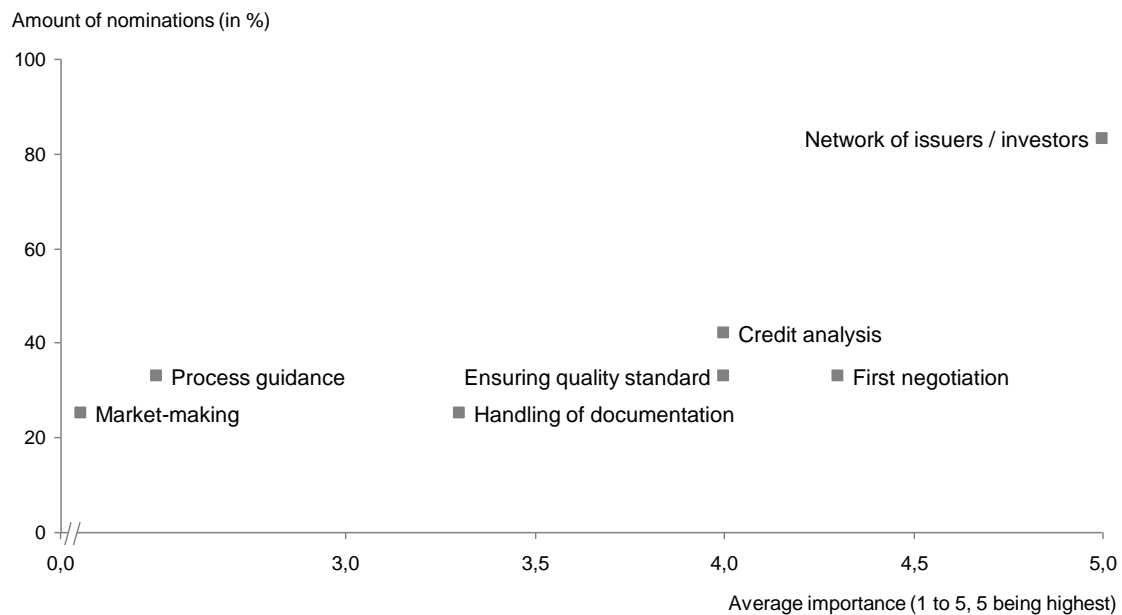 Amount of nominations (in %)
100
Network of issuers / investors
80
60
40
Credit analysis
Process guidance
Ensuring quality standard
First negotiation
Market-making
Handling of documentation
20
0
0,0
3,0
3,5
4,0
4,5
5,0
Average importance (1 to 5, 5 being highest)